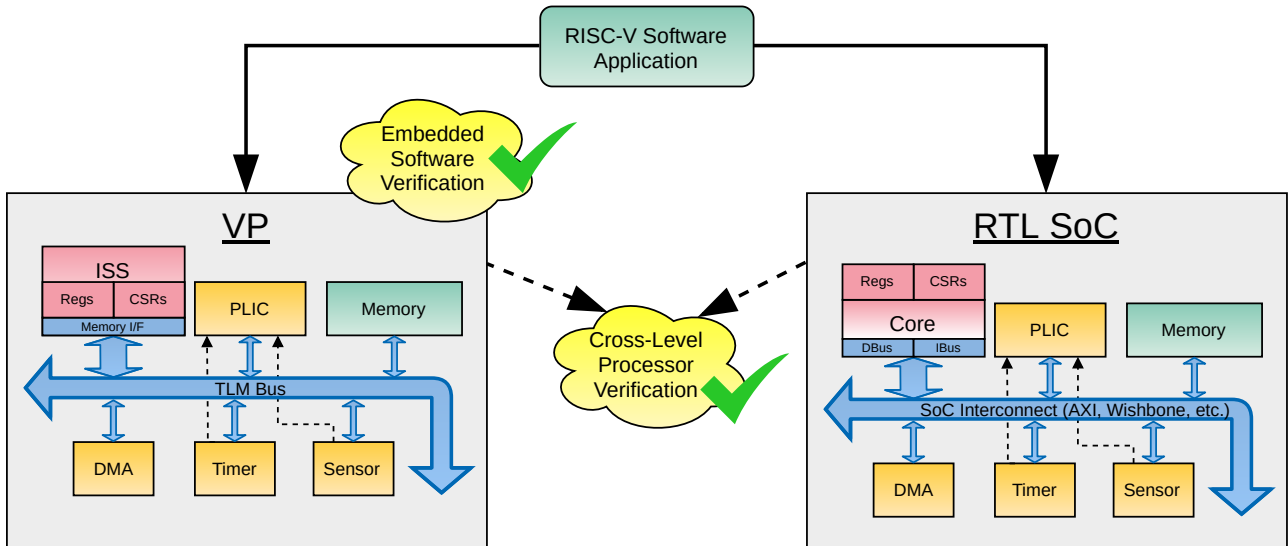 RISC-V Software
Application
Embedded
Software
Verification
VP
ISS
Regs
CSRs
Memory I/F
PLIC
Memory
TLM Bus
DMA
Timer
Sensor
Cross-Level
Processor
Verification
RTL SoC
Regs
CSRs
Core
DBus
IBus
PLIC
Memory
SoC Interconnect (AXI, Wishbone, etc.)
DMA
Timer
Sensor